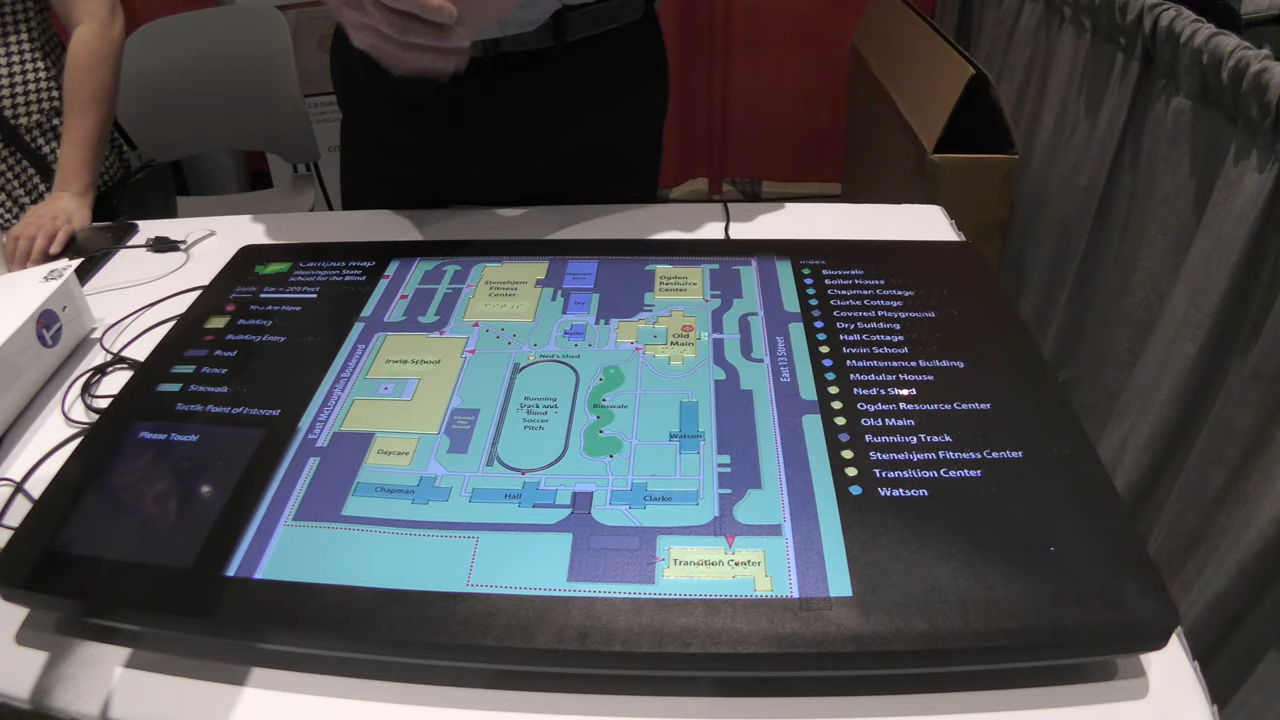 Campus Map
Washington State
School for the Blind
You Are Here
Building
Building Entry
Road
Fence
Sidewalk
Tactile Point of Interest
Please Touch!
East McLoughlin Boulevard
Stenehjem
Fitness
Center
Dry
Boiler
Ogden
Resource
Center
Old
Main
Irwin School
Ned's Shed
Running
Track and
Blind
Soccer
Pitch
Bioswale
Watson
Daycare
Chapman
Hall
Clarke
Transition Center
East 13 Street
Index
Bioswale
Boiler House
Chapman Cottage
Clarke Cottage
Covered Playground
Dry Building
Hall Cottage
Irwin School
Maintenance Building
Modular House
Ned's Shed
Ogden Resource Center
Old Main
Running Track
Stenehjem Fitness Center
Transition Center
Watson